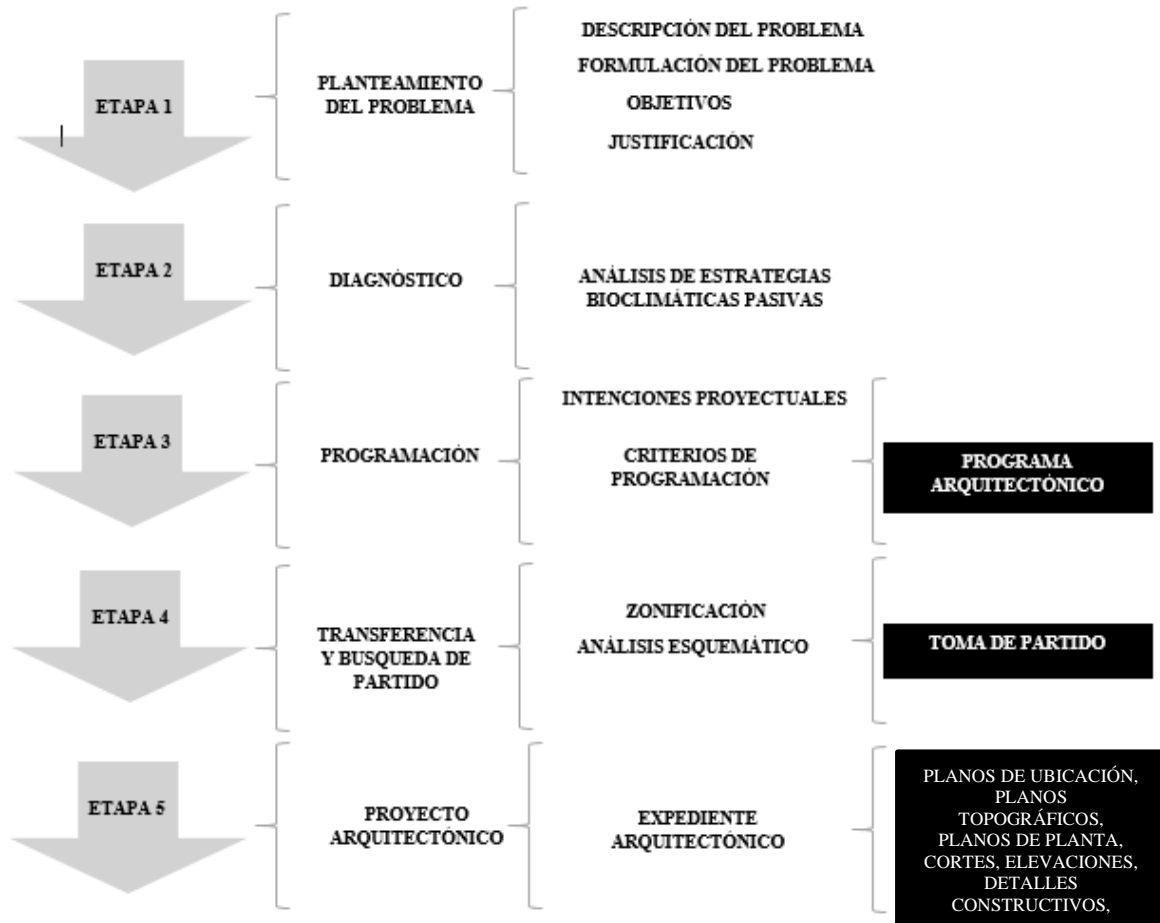 ETAPA 1
PLANTEAMIENTO
DEL PROBLEMA
DESCRIPCIÓN DEL PROBLEMA
FORMULACIÓN DEL PROBLEMA
OBJETIVOS
JUSTIFICACIÓN
ETAPA 2
DIAGNÓSTICO
ANÁLISIS DE ESTRATEGIAS
BIOCLIMÁTICAS PASIVAS
ETAPA 3
PROGRAMACIÓN
INTENCIONES PROYECTUALES
CRITERIOS DE
PROGRAMACIÓN
PROGRAMA
ARQUITECTÓNICO
ETAPA 4
TRANSFERENCIA
Y BUSQUEDA DE
PARTIDO
ZONIFICACIÓN
ANÁLISIS ESQUEMÁTICO
TOMA DE PARTIDO
ETAPA 5
PROYECTO
ARQUITECTÓNICO
EXPEDIENTE
ARQUITECTÓNICO
PLANOS DE UBICACIÓN,
PLANOS
TOPOGRÁFICOS,
PLANOS DE PLANTA,
CORTES, ELEVACIONES,
DETALLES
CONSTRUCTIVOS,